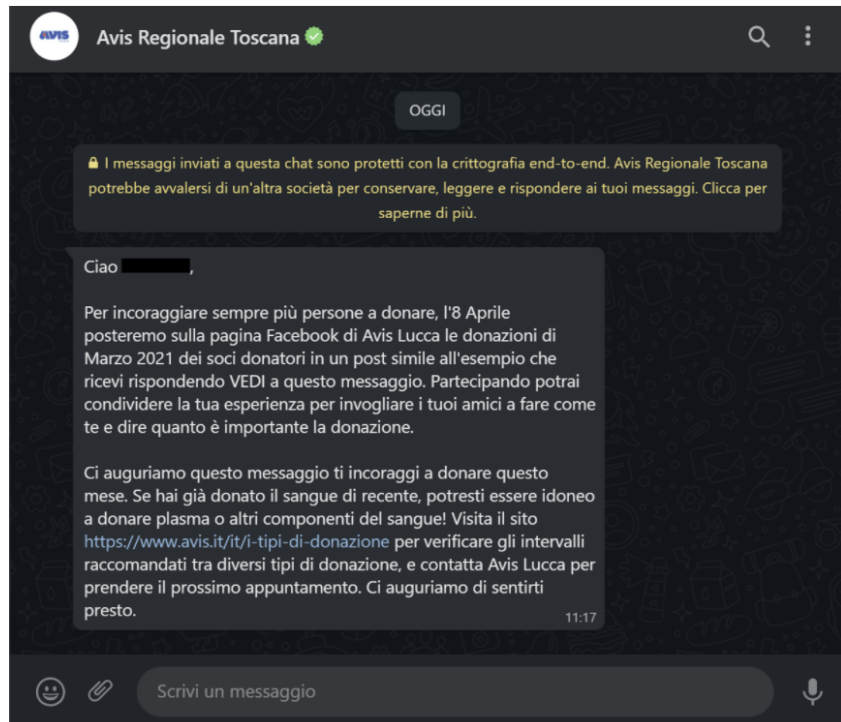 AVIS
Avis Regionale Toscana
OGGI
I messaggi inviati a questa chat sono protetti con la crittografia end-to-end. Avis Regionale Toscana
potrebbe avvalersi di un'altra società per conservare, leggere e rispondere ai tuoi messaggi. Clicca per
saperne di più.
Ciao ,
Per incoraggiare sempre più persone a donare, l'8 Aprile
posteremo sulla pagina Facebook di Avis Lucca le donazioni di
Marzo 2021 dei soci donatori in un post simile all'esempio che
ricevi rispondendo VEDI a questo messaggio. Partecipando potrai
condividere la tua esperienza per invogliare i tuoi amici a fare come
te e dire quanto è importante la donazione.
Ci auguriamo questo messaggio ti incoraggi a donare questo
mese. Se hai già donato il sangue di recente, potresti essere idoneo
a donare plasma o altri componenti del sangue! Visita il sito
https://www.avis.it/it/i-tipi-di-donazione per verificare gli intervalli
raccomandati tra diversi tipi di donazione, e contatta Avis Lucca per
prendere il prossimo appuntamento. Ci auguriamo di sentirti
presto.
11:17
Scrivi un messaggio